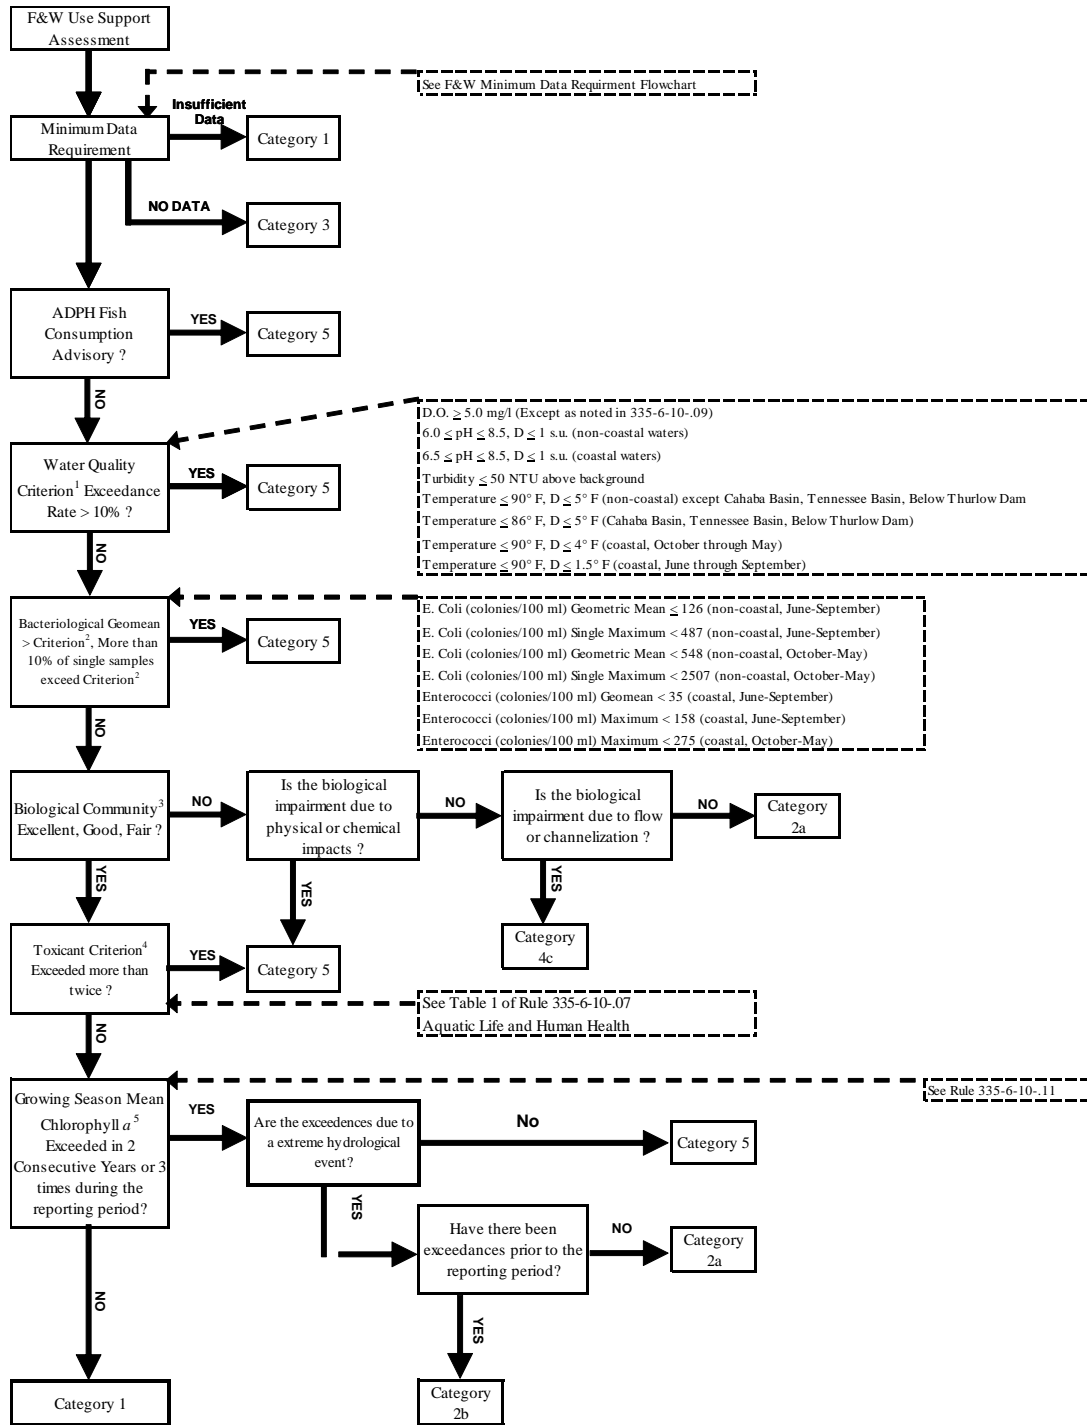 F&W Use Support
Assessment
See F&W Minimum Data Requirment Flowchart
Insufficient
Data
Minimum Data
Requirement
Category 1
NO DATA
Category 3
ADPH Fish
Consumption
Advisory ?
YES
Category 5
NO
D.O. ≥ 5.0 mg/l (Except as noted in 335-6-10-.09)
6.0 ≤ pH ≤ 8.5, D ≤ 1 s.u. (non-coastal waters)
6.5 ≤ pH ≤ 8.5, D ≤ 1 s.u. (coastal waters)
Turbidity ≤ 50 NTU above background
Temperature ≤ 90° F, D ≤ 5° F (non-coastal) except Cahaba Basin, Tennessee Basin, Below Thurlow Dam
Temperature ≤ 86° F, D ≤ 5° F (Cahaba Basin, Tennessee Basin, Below Thurlow Dam)
Temperature ≤ 90° F, D ≤ 4° F (coastal, October through May)
Temperature ≤ 90° F, D ≤ 1.5° F (coastal, June through September)
Water Quality
Criterion¹ Exceedance
Rate > 10% ?
YES
Category 5
NO
Bacteriological Geomean
> Criterion², More than
10% of single samples
exceed Criterion²
YES
Category 5
E. Coli (colonies/100 ml) Geometric Mean ≤ 126 (non-coastal, June-September)
E. Coli (colonies/100 ml) Single Maximum < 487 (non-coastal, June-September)
E. Coli (colonies/100 ml) Geometric Mean < 548 (non-coastal, October-May)
E. Coli (colonies/100 ml) Single Maximum < 2507 (non-coastal, October-May)
Enterococci (colonies/100 ml) Geomean < 35 (coastal, June-September)
Enterococci (colonies/100 ml) Maximum < 158 (coastal, June-September)
Enterococci (colonies/100 ml) Maximum < 275 (coastal, October-May)
NO
Biological Community³
Excellent, Good, Fair ?
NO
Is the biological
impairment due to
physical or chemical
impacts ?
NO
Is the biological
impairment due to flow
or channelization ?
NO
Category
2a
YES
YES
YES
Toxicant Criterion⁴
Exceeded more than
twice ?
YES
Category 5
Category
4c
See Table 1 of Rule 335-6-10-.07
Aquatic Life and Human Health
NO
See Rule 335-6-10-.11
Growing Season Mean
Chlorophyll a⁵
Exceeded in 2
Consecutive Years or 3
times during the
reporting period?
YES
Are the exceedences due to
a extreme hydrological
event?
No
Category 5
YES
Have there been
exceedances prior to the
reporting period?
NO
Category
2a
NO
YES
Category 1
Category
2b